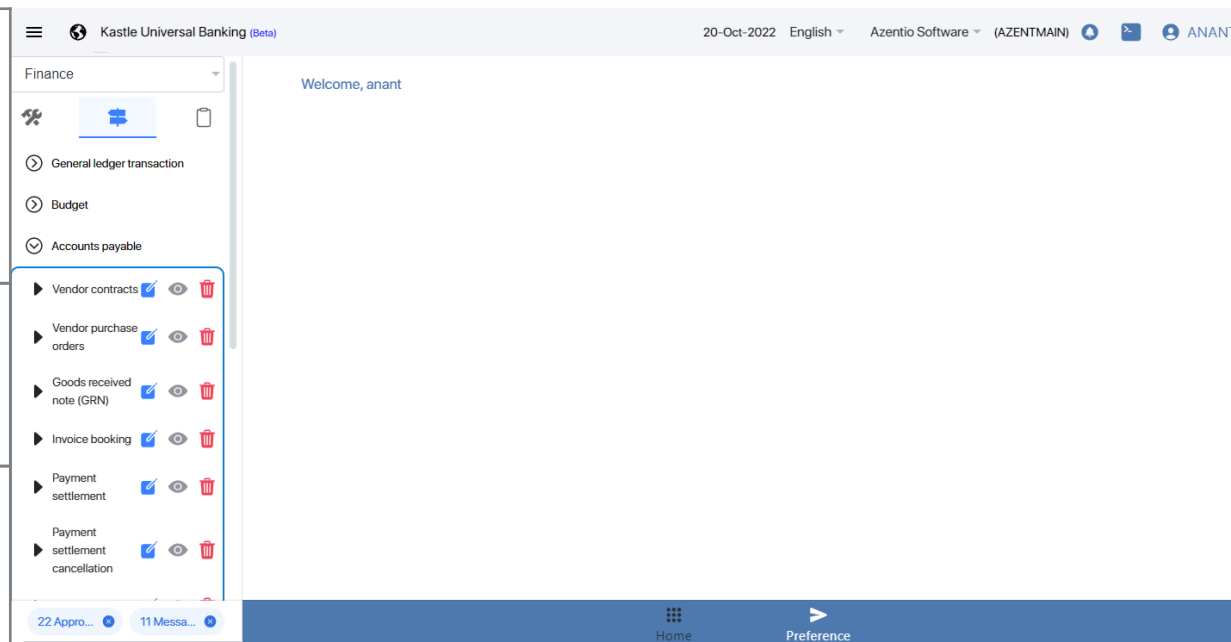 Kastle Universal Banking (Beta)
20-Oct-2022 English Azentio Software (AZENTMAIN) ANANT
Finance
Welcome, anant
General ledger transaction
Budget
Accounts payable
Vendor contracts
Vendor purchase
orders
Goods received
note (GRN)
Invoice booking
Payment
settlement
Payment
settlement
cancellation
22 Appro... 11 Messa...
Home Preference